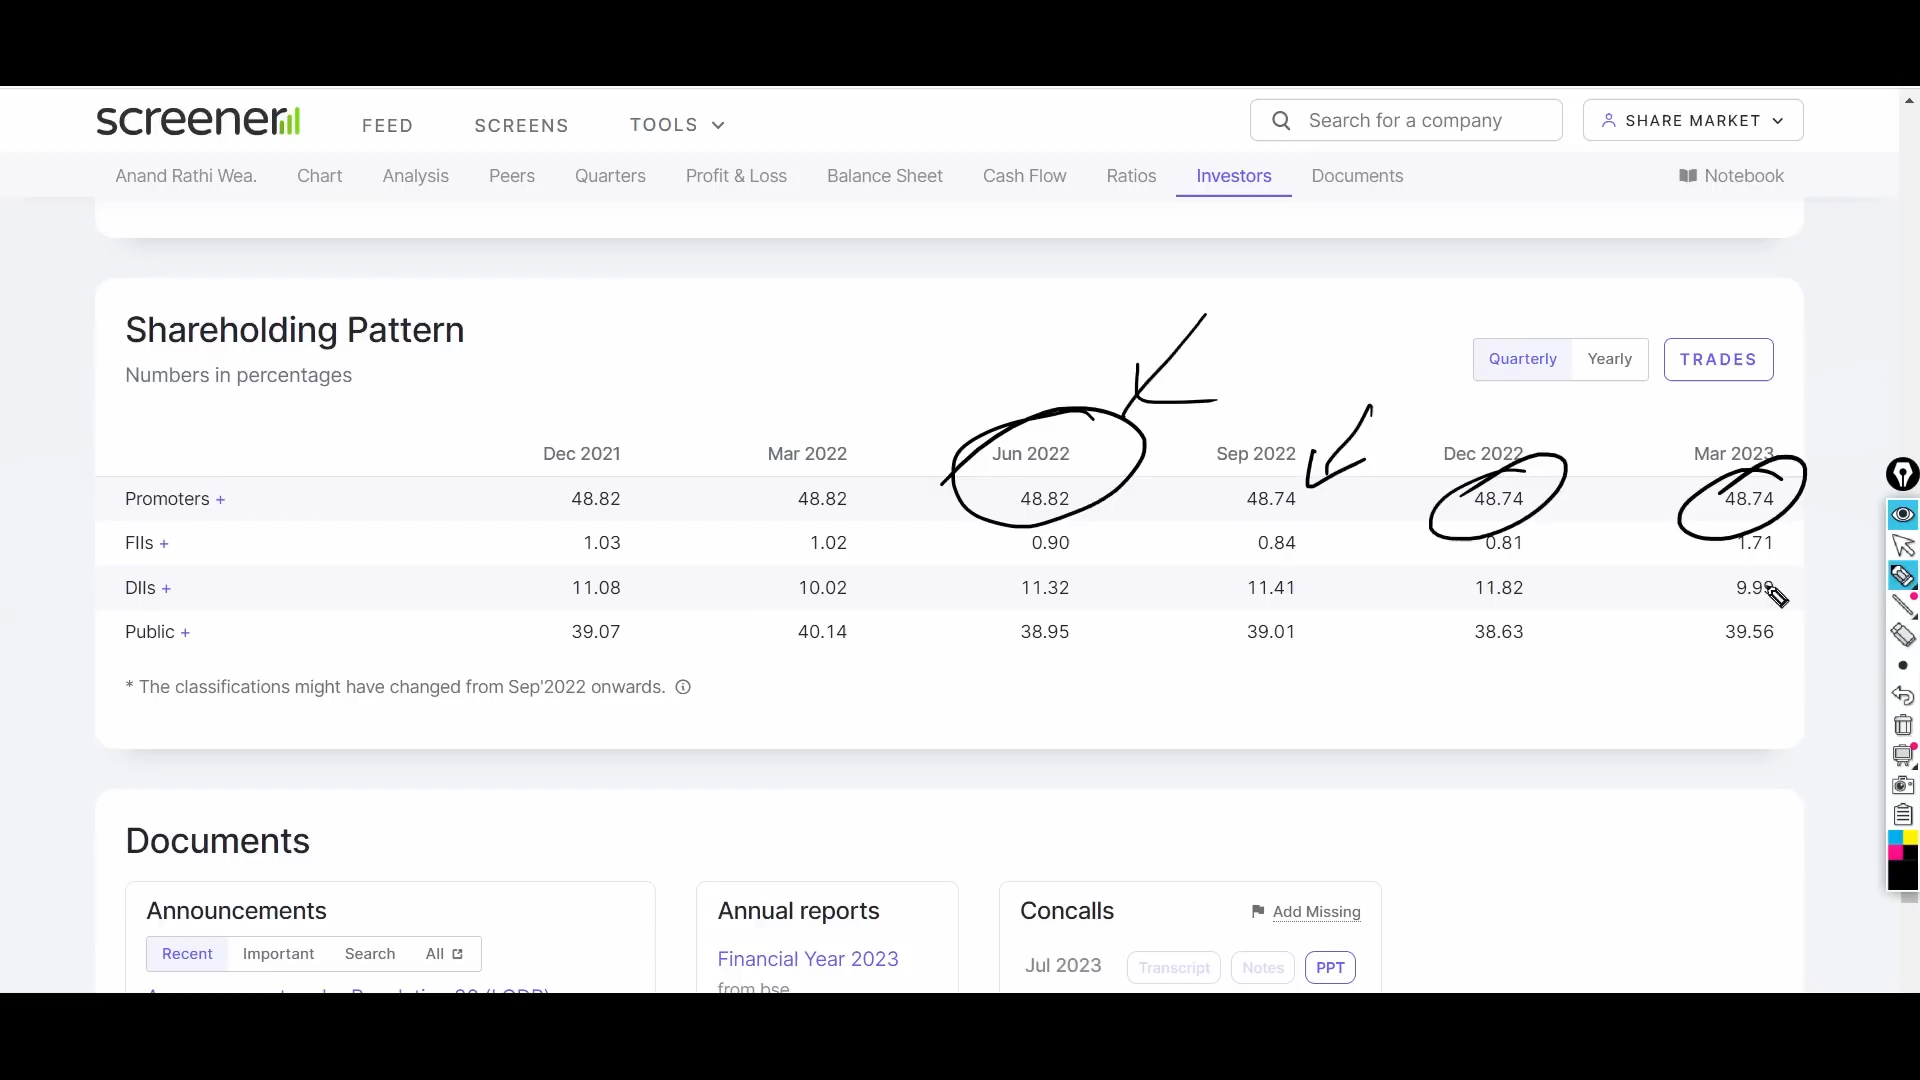 screener FEED SCREENS TOOLS Search for a company SHARE MARKET
Anand Rathi Wea. Chart Analysis Peers Quarters Profit & Loss Balance Sheet Cash Flow Ratios Investors Documents Notebook
Shareholding Pattern
Numbers in percentages
Quarterly Yearly TRADES
Dec 2021 Mar 2022 Jun 2022 Sep 2022 Dec 2022 Mar 2023
Promoters + 48.82 48.82 48.82 48.74 48.74 48.74
FIIs + 1.03 1.02 0.90 0.84 0.81 1.71
DIIs + 11.08 10.02 11.32 11.41 11.82 9.99
Public + 39.07 40.14 38.95 39.01 38.63 39.56
* The classifications might have changed from Sep'2022 onwards.
Documents
Announcements Annual reports Concalls Add Missing
Recent Important Search All
Financial Year 2023
Jul 2023 Transcript Notes PPT
from bse